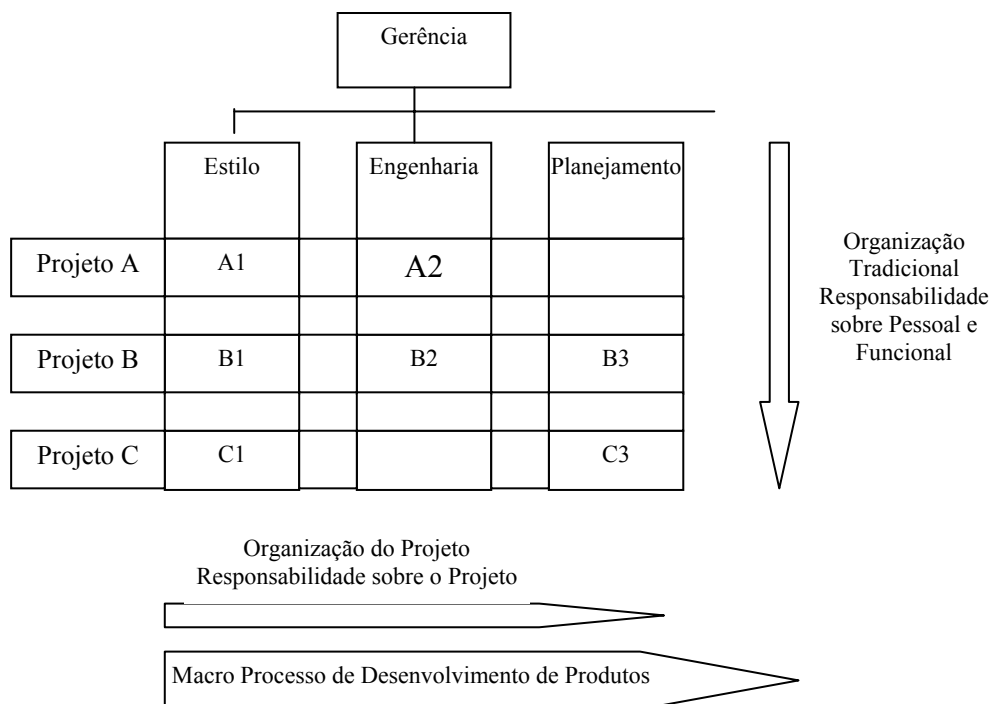 Gerência
Estilo
Engenharia
Planejamento
Projeto A
A1
A2
Projeto B
B1
B2
B3
Projeto C
C1
C3
Organização
Tradicional
Responsabilidade
sobre Pessoal e
Funcional
Organização do Projeto
Responsabilidade sobre o Projeto
Macro Processo de Desenvolvimento de Produtos